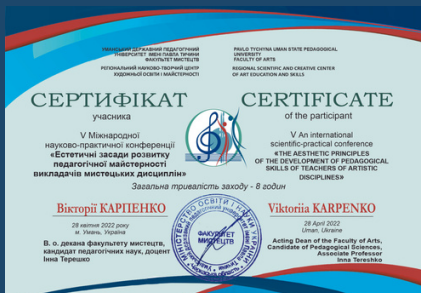 УМАНСЬКИЙ ДЕРЖАВНИЙ ПЕДАГОГІЧНИЙ
УНІВЕРСИТЕТ ІМЕНІ ПАВЛА ТИЧИНИ
ФАКУЛЬТЕТ МИСТЕЦТВ
РЕГІОНАЛЬНИЙ НАУКОВО-ТВОРЧИЙ ЦЕНТР
ХУДОЖНЬОЇ ОСВІТИ І МАЙСТЕРНОСТІ
PAVLO TYCHYNA UMAN STATE PEDAGOGICAL
UNIVERSITY
FACULTY OF ARTS
REGIONAL SCIENTIFIC AND CREATIVE CENTER
OF ART EDUCATION AND SKILLS
СЕРТИФІКАТ
учасника
V Міжнародної
науково-практичної конференції
«Естетичні засади розвитку
педагогічної майстерності
викладачів мистецьких дисциплін»
CERTIFICATE
of the participant
V An international
scientific-practical conference
«THE AESTHETIC PRINCIPLES
OF THE DEVELOPMENT OF PEDAGOGICAL
SKILLS OF TEACHERS OF ARTISTIC
DISCIPLINES»
Загальна тривалість заходу - 8 годин
Вікторії КАРПЕНКО
28 квітня 2022 року
м. Умань, Україна
В. о. декана факультету мистецтв,
кандидат педагогічних наук, доцент
Інна Терешко
ФАКУЛЬТЕТ
МИСТЕЦТВ
Viktoriia KARPENKO
28 April 2022
Uman, Ukraine
Acting Dean of the Faculty of Arts,
Candidate of Pedagogical Sciences,
Associate Professor
Inna Tereshko